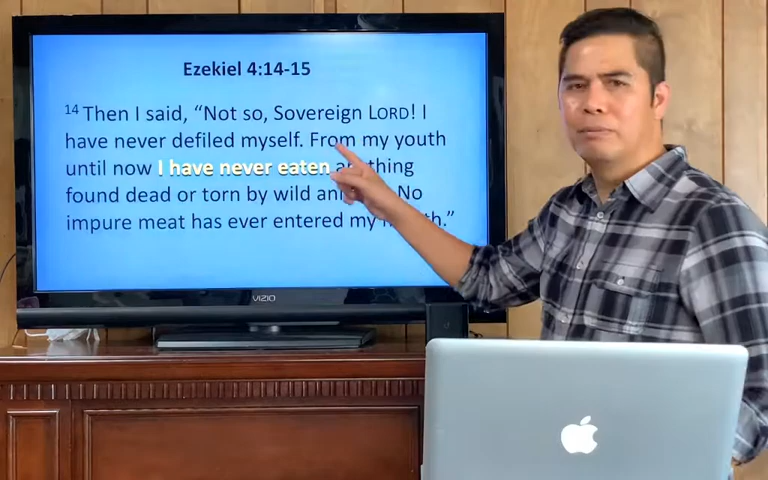 Ezekiel 4:14-15
14 Then I said, “Not so, Sovereign LORD! I
have never defiled myself. From my youth
until now I have never eaten
found dead or torn by wild No
impure meat has ever entered my
VIZIO